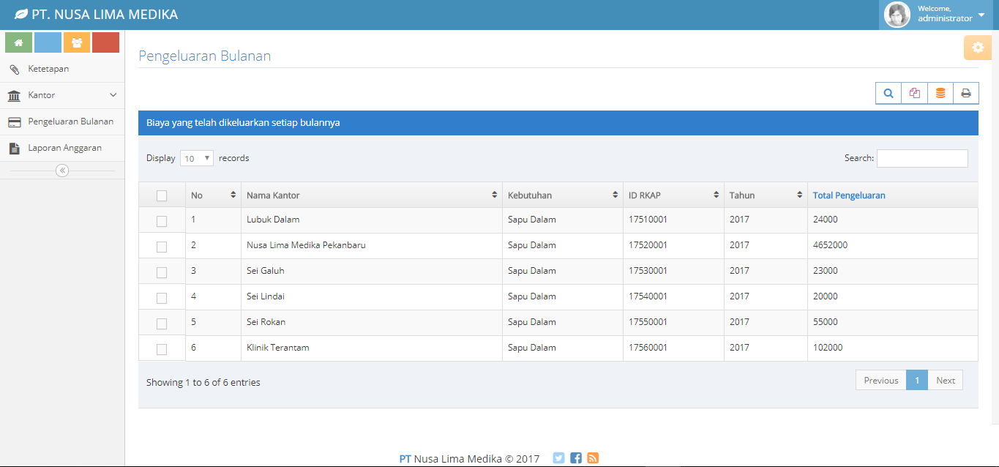 PT. NUSA LIMA MEDIKA
Welcome,
administrator
Ketetapan
Kantor
Pengeluaran Bulanan
Laporan Anggaran
Pengeluaran Bulanan
Biaya yang telah dikeluarkan setiap bulannya
Display 10 records Search:
No Nama Kantor Kebutuhan ID RKAP Tahun Total Pengeluaran
1 Lubuk Dalam Sapu Dalam 17510001 2017 24000
2 Nusa Lima Medika Pekanbaru Sapu Dalam 17520001 2017 4652000
3 Sei Galuh Sapu Dalam 17530001 2017 23000
4 Sei Lindai Sapu Dalam 17540001 2017 20000
5 Sei Rokan Sapu Dalam 17550001 2017 55000
6 Klinik Terantam Sapu Dalam 17560001 2017 102000
Showing 1 to 6 of 6 entries Previous 1 Next
PT Nusa Lima Medika © 2017